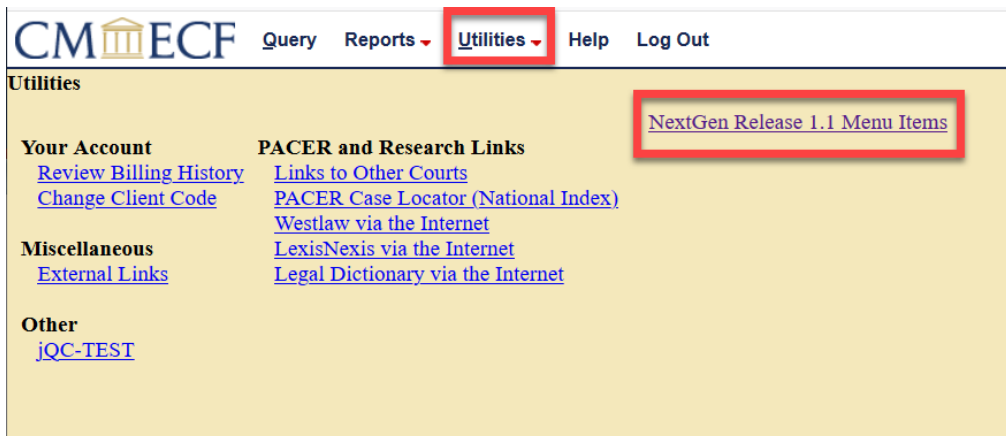 CM ECF Query Reports Utilities Help Log Out
Utilities
NextGen Release 1.1 Menu Items
Your Account
Review Billing History
Change Client Code
Miscellaneous
External Links
Other
jQC-TEST
PACER and Research Links
Links to Other Courts
PACER Case Locator (National Index)
Westlaw via the Internet
LexisNexis via the Internet
Legal Dictionary via the Internet